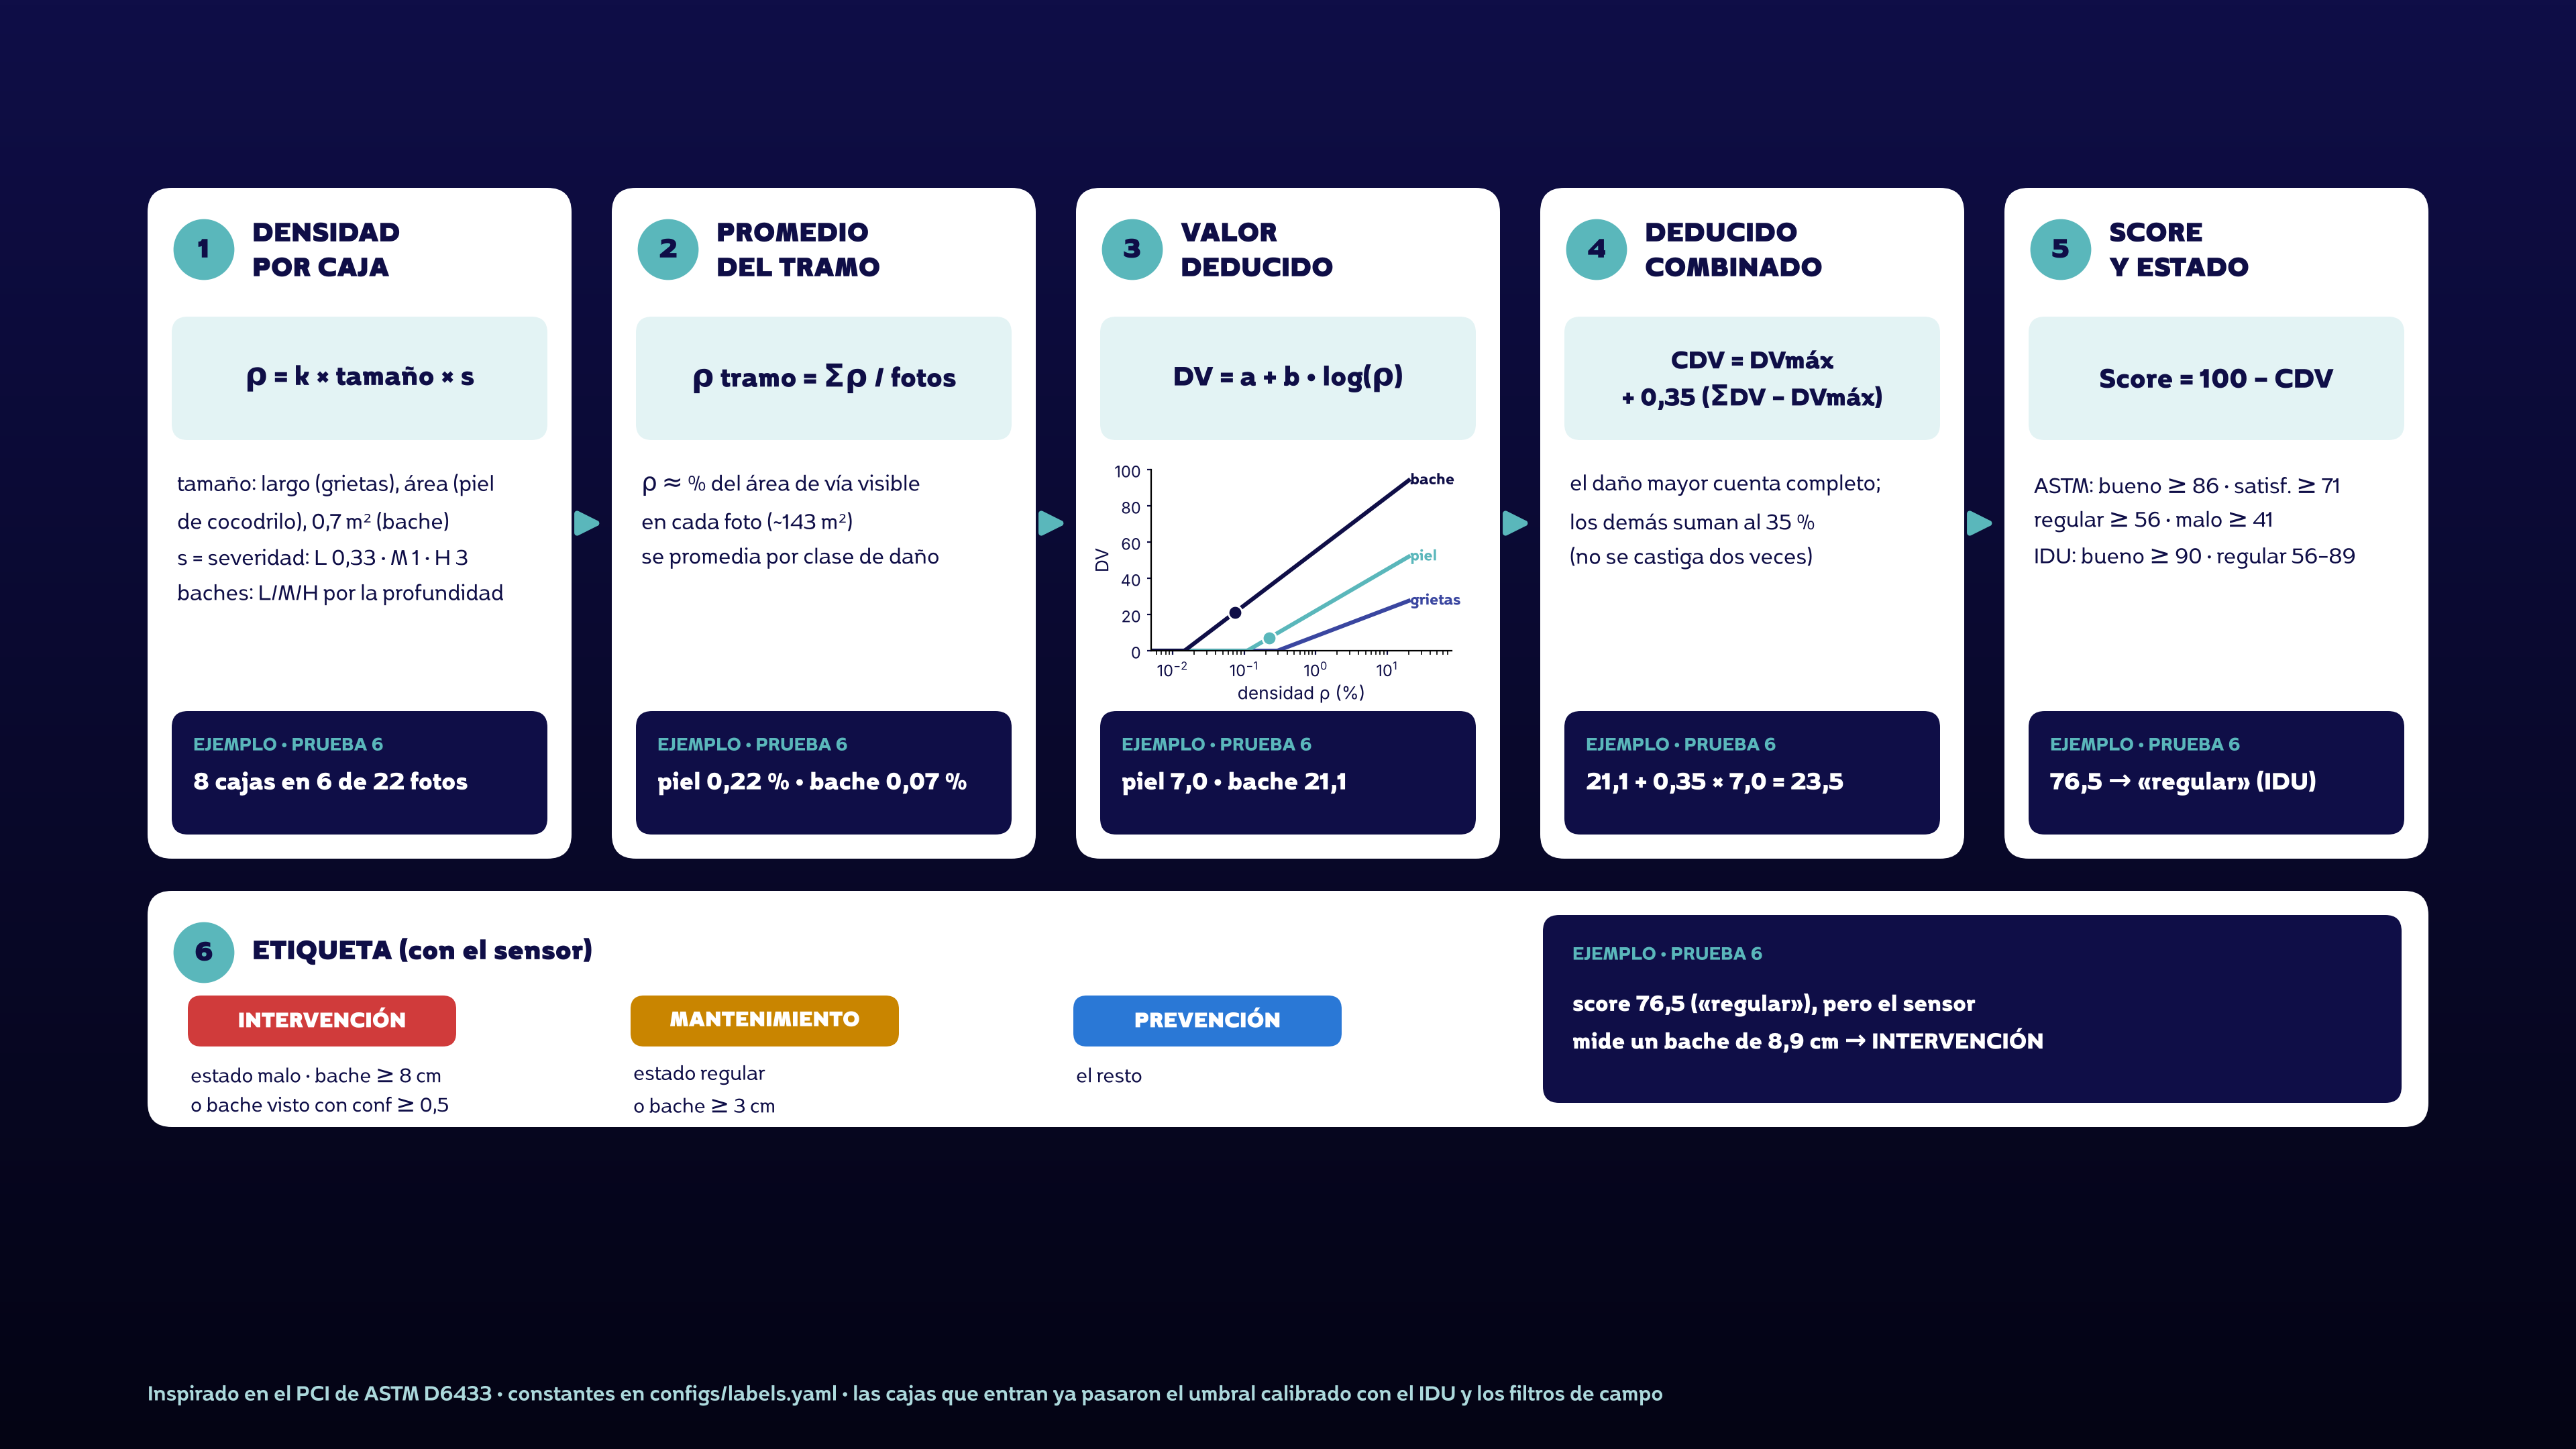 1
DENSIDAD
POR CAJA
ρ = k × tamaño × s
tamaño: largo (grietas), área (piel
de cocodrilo), 0,7 m² (bache)
s = severidad: L 0,33 · M 1 · H 3
baches: L/M/H por la profundidad
EJEMPLO • PRUEBA 6
8 cajas en 6 de 22 fotos
2
PROMEDIO
DEL TRAMO
ρ tramo = Σρ / fotos
ρ ≈ % del área de vía visible
en cada foto (~143 m²)
se promedia por clase de daño
EJEMPLO • PRUEBA 6
piel 0,22 % • bache 0,07 %
3
VALOR
DEDUCIDO
DV = a + b • log(ρ)
100
80
60
40
20
0
DV
bache
piel
grietas
10⁻² 10⁻¹ 10⁰ 10¹
densidad ρ (%)
EJEMPLO • PRUEBA 6
piel 7,0 • bache 21,1
4
DEDUCIDO
COMBINADO
CDV = DVmáx
+ 0,35 (ΣDV – DVmáx)
el daño mayor cuenta completo;
los demás suman al 35 %
(no se castiga dos veces)
EJEMPLO • PRUEBA 6
21,1 + 0,35 × 7,0 = 23,5
5
SCORE
Y ESTADO
Score = 100 – CDV
ASTM: bueno ≥ 86 · satisf. ≥ 71
regular ≥ 56 · malo ≥ 41
IDU: bueno ≥ 90 · regular 56–89
EJEMPLO • PRUEBA 6
76,5 → «regular» (IDU)
6
ETIQUETA (con el sensor)
INTERVENCIÓN
estado malo · bache ≥ 8 cm
o bache visto con conf ≥ 0,5
MANTENIMIENTO
estado regular
o bache ≥ 3 cm
PREVENCIÓN
el resto
EJEMPLO • PRUEBA 6
score 76,5 («regular»), pero el sensor
mide un bache de 8,9 cm → INTERVENCIÓN
Inspirado en el PCI de ASTM D6433 • constantes en configs/labels.yaml • las cajas que entran ya pasaron el umbral calibrado con el IDU y los filtros de campo